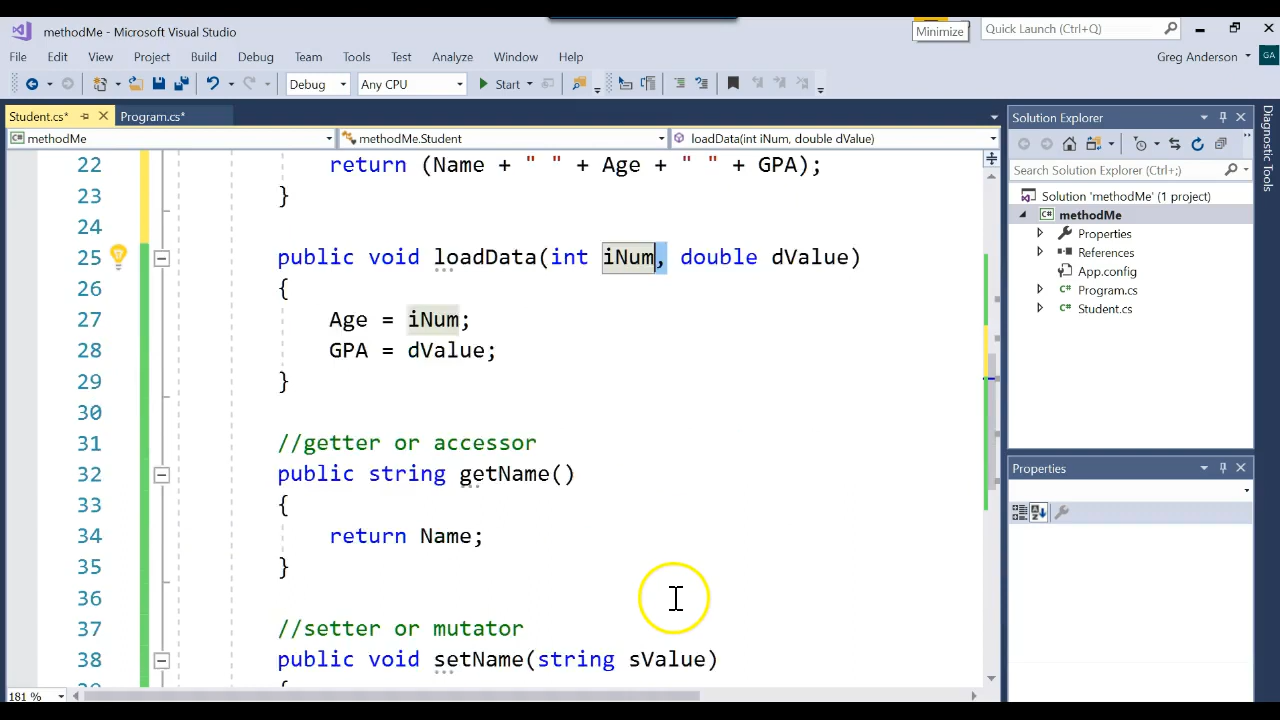 methodMe - Microsoft Visual Studio
Minimize
Quick Launch (Ctrl+Q)
File Edit View Project Build Debug Team Tools Test Analyze Window Help
Greg Anderson GA
Debug Any CPU Start
Student.cs* Program.cs*
methodMe methodMe.Student loadData(int iNum, double dValue)
22 return (Name + " " + Age + " " + GPA);
23 }
24
25 public void loadData(int iNum, double dValue)
26 {
27 Age = iNum;
28 GPA = dValue;
29 }
30
31 //getter or accessor
32 public string getName()
33 {
34 return Name;
35 }
36
37 //setter or mutator
38 public void setName(string sValue)
39 {
181 %
Solution Explorer
Search Solution Explorer (Ctrl+;)
Solution 'methodMe' (1 project)
methodMe
Properties
References
App.config
Program.cs
Student.cs
Properties
Diagnostic Tools